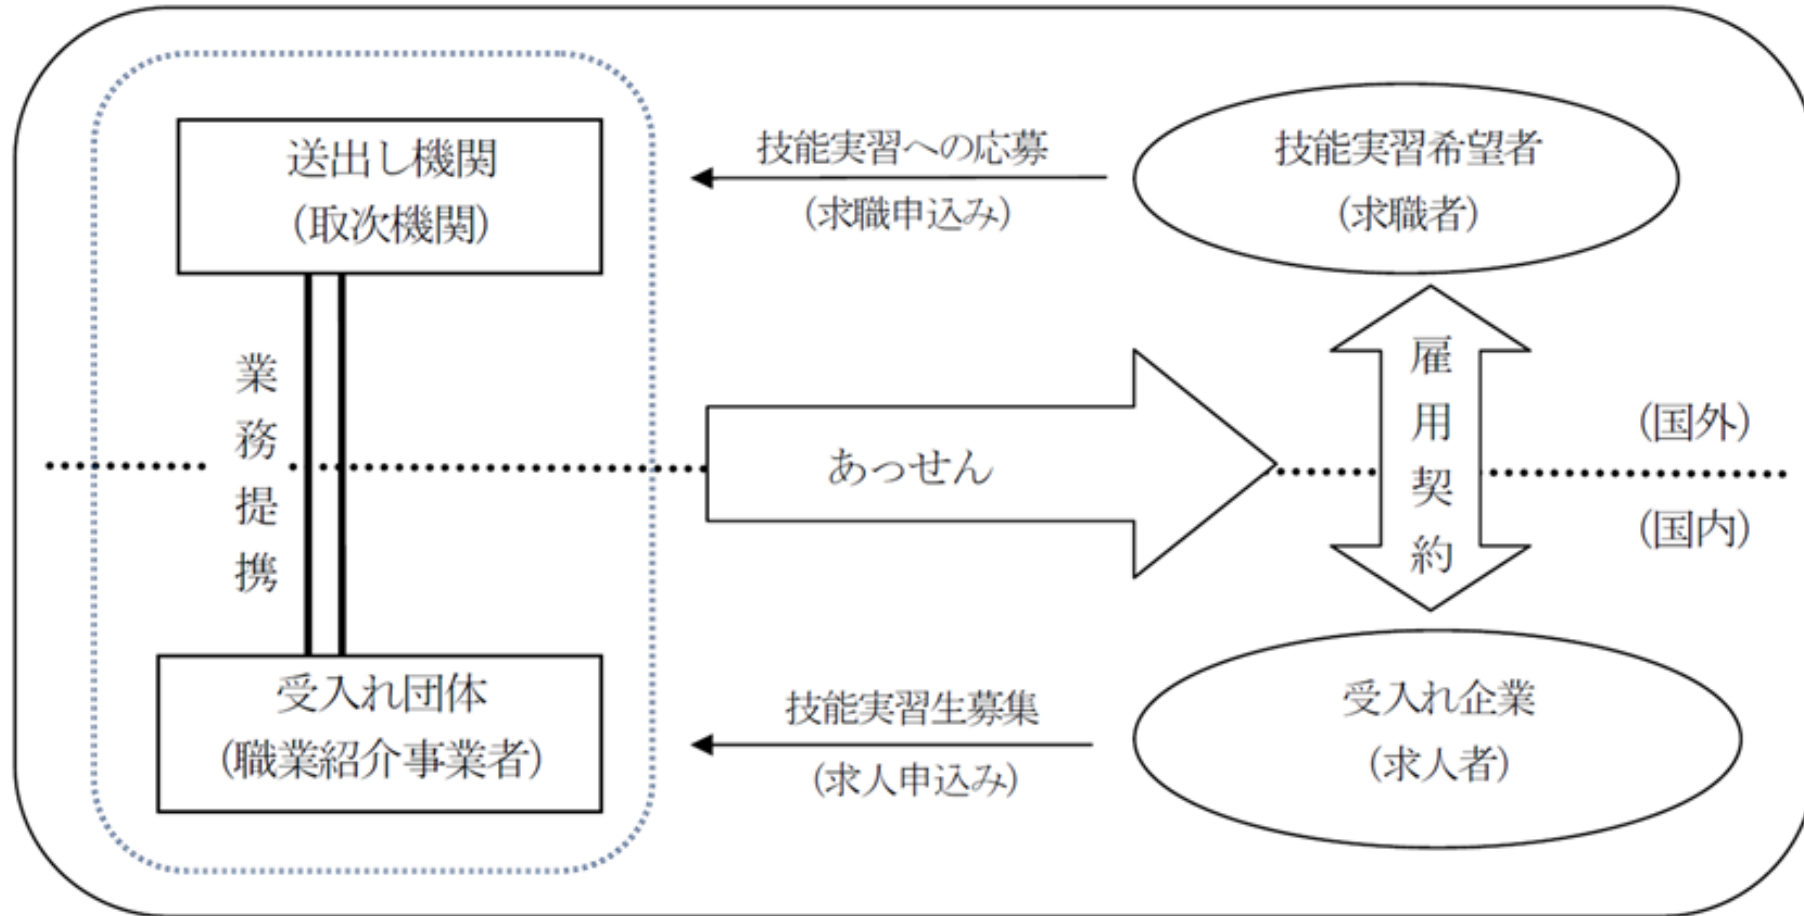 送出し機関
(取次機関)
技能実習への応募
(求職申込み)
技能実習希望者
(求職者)
業務提携
あっせん
雇用契約
(国外)
(国内)
受入れ団体
(職業紹介事業者)
技能実習生募集
(求人申込み)
受入れ企業
(求人者)